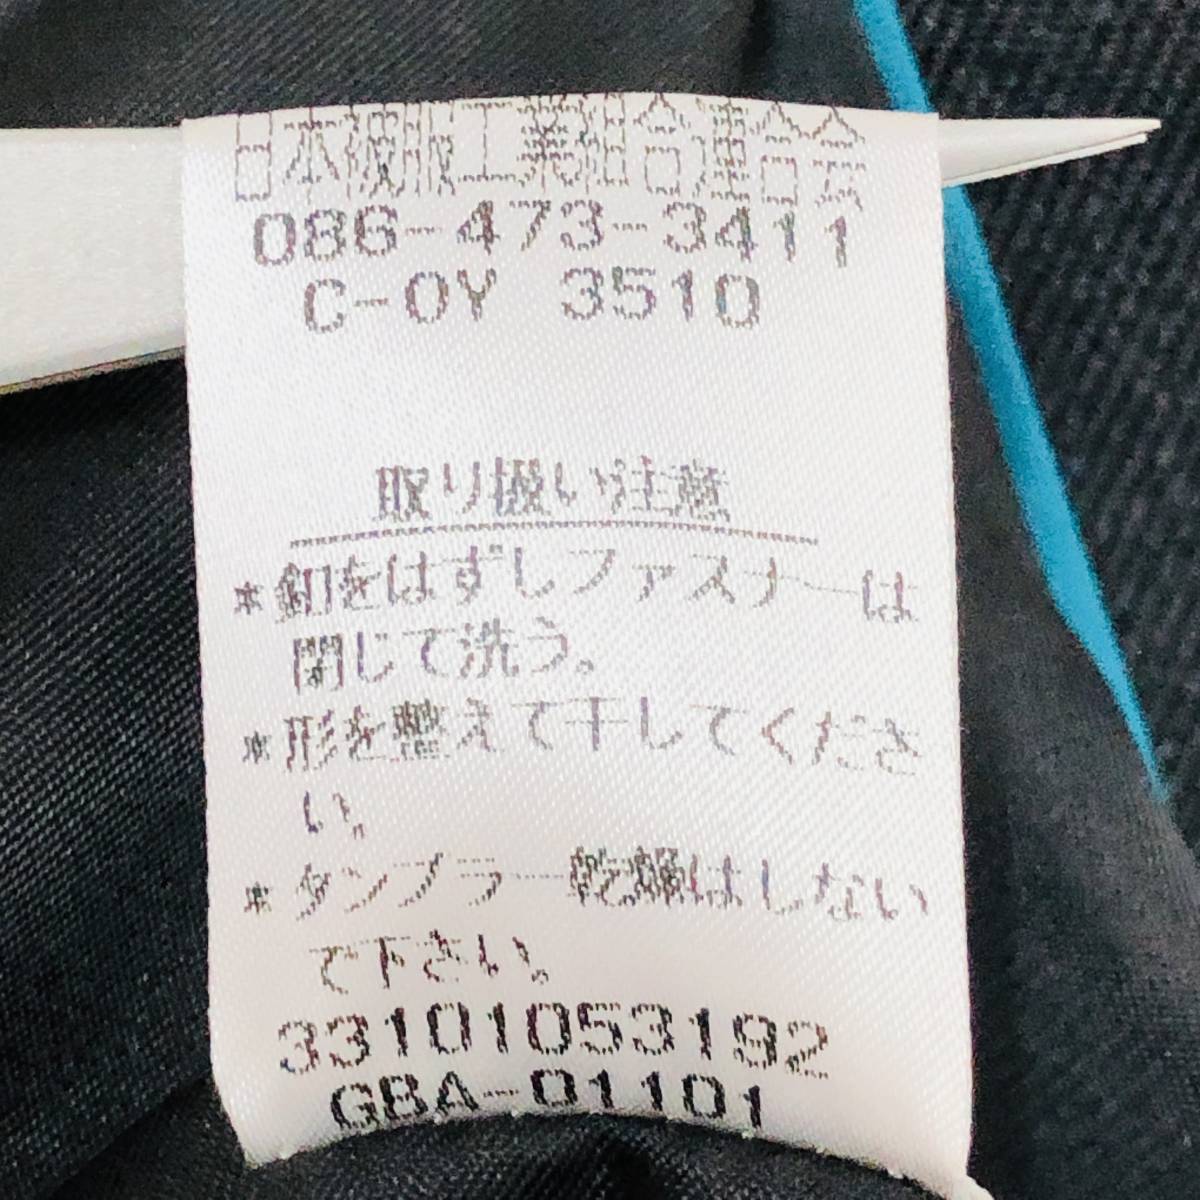 日本被服工業組合連合会
086-473-3411
C-OY 3510
取り扱い注意
*釦をはずしファスナーは
閉じて洗う。
*形を整えて干してくださ
い。
*タンブラー乾燥はしない
で下さい。
33101053192
GBA-01101